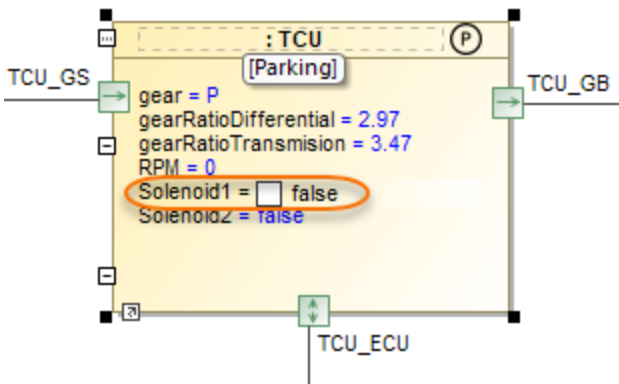 : TCU
P
[Parking]
TCU_GS
TCU_GB
gear = P
gearRatioDifferential = 2.97
gearRatioTransmision = 3.47
RPM = 0
Solenoid1 = false
Solenoid2 = false
TCU_ECU